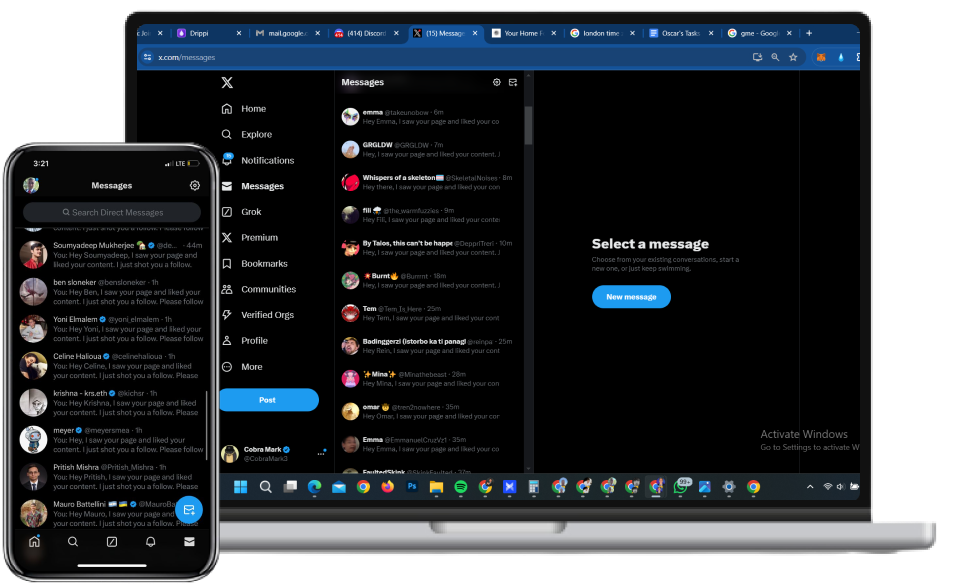 Drippi
mail.google.c
(414) Discord
(15) Message
Your Home F
london time
Oscar's Tasks
gme - Googl
x.com/messages
Home
Explore
Notifications
Messages
Grok
Premium
Bookmarks
Communities
Verified Orgs
Profile
More
Post
Cobra Mark
@CobraMark3
Messages
emma @takeunobow · 6m
Hey Emma, I saw your page and liked your co
GRGLDW @GRGLDW · 7m
Hey, I saw your page and liked your content. I
Whispers of a skeleton @SkeletalNoises · 8m
Hey there, I saw your page and liked your
fili @the_warmfuzzies · 9m
Hey Fili, I saw your page and liked your conte
By Talos, this can't be happe @DeppriTrexl · 10m
Hey, I saw your page and liked your content. I
Burnt @Burrrnt · 18m
Hey, I saw your page and liked your content. I
Tem @Tem_Is_Here · 25m
Hey Tem, I saw your page and liked your cont
Badinggerzi (istorbo ka ti panagl @reinpa · 25m
Hey Rein, I saw your page and liked your cont
Mina @Minathebeast · 28m
Hey Mina, I saw your page and liked your con
omar @tren2nowhere · 35m
Hey Omar, I saw your page and liked your cor
Emma @EmmanuelCruzVz1 · 35m
Hey Emma, I saw your page and liked your co
FaultedSkink @SkinkFaulted · 37m
Select a message
Choose from your existing conversations, start a
new one, or just keep swimming.
New message
Activate Windows
Go to Settings to activate W
99+
3:21
LTE
Messages
Search Direct Messages
content. I just shot you a follow. Please follow
Soumyadeep Mukherjee @de... · 44m
You: Hey Soumyadeep, I saw your page and
liked your content. I just shot you a follow.
ben sloneker @bensloneker · 1h
You: Hey Ben, I saw your page and liked your
content. I just shot you a follow. Please follow
Yoni Elmalem @yoni_elmalem · 1h
You: Hey Yoni, I saw your page and liked your
content. I just shot you a follow. Please follow
Celine Halioua @celinehalioua · 1h
You: Hey Celine, I saw your page and liked
your content. I just shot you a follow. Please
krishna - krs.eth @kichsr · 1h
You: Hey Krishna, I saw your page and liked
your content. I just shot you a follow. Please
meyer @meyersmea · 1h
You: Hey, I saw your page and liked your
content. I just shot you a follow. Please follow
Pritish Mishra @Pritish_Mishra · 1h
You: Hey Pritish, I saw your page and liked
your content. I just shot you a follow. Please
Mauro Battellini @MauroBa
You: Hey Mauro, I saw your page and
your content. I just shot you a follow.